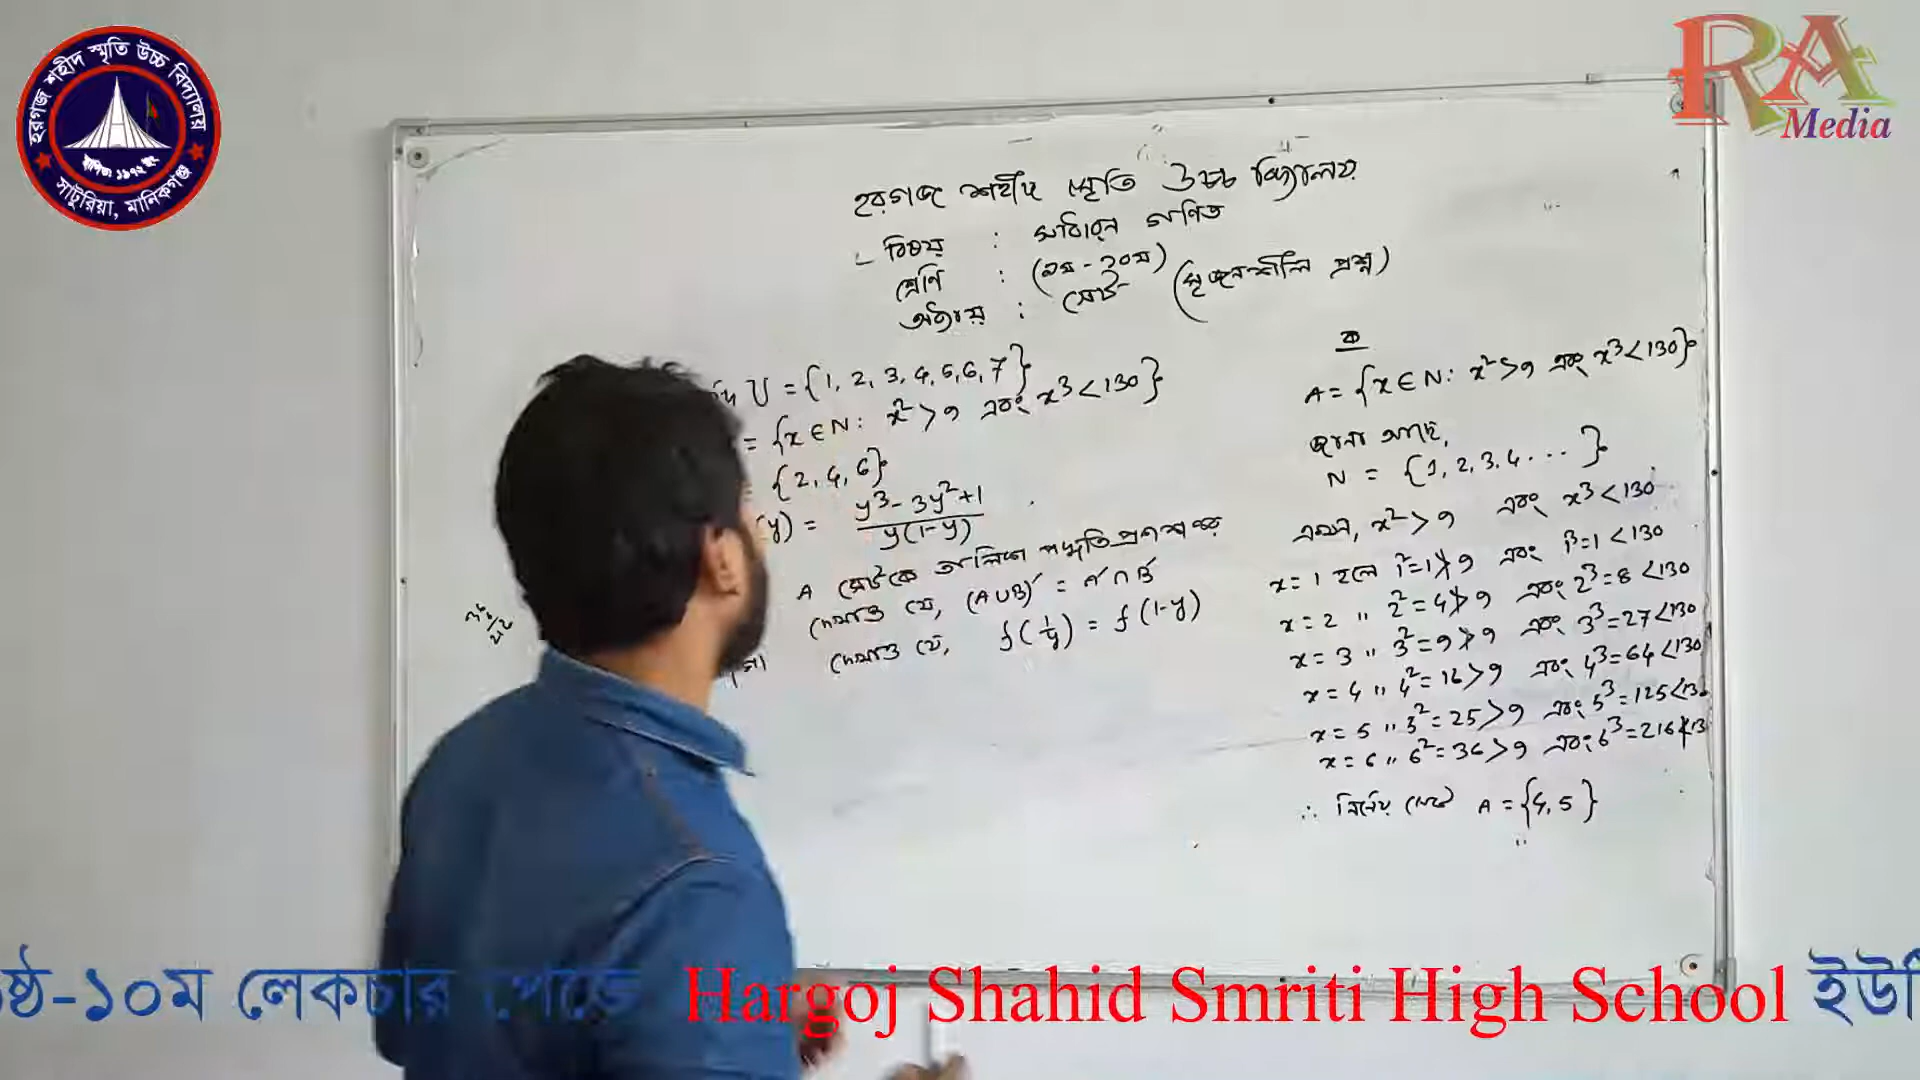 হরগজ শহীদ স্মৃতি উচ্চ বিদ্যালয়
স্থাপিত ১৯৭২ ইং
সাটুরিয়া, মানিকগঞ্জ
RA
Media
হরগজ শহীদ স্মৃতি উচ্চ বিদ্যালয়
বিষয় : সাধারন গণিত
শ্রেণি : (৯ম - ১০ম)
অধ্যায় : সেট (সৃজনশীল প্রশ্ন)
U = {1, 2, 3, 4, 5, 6, 7}
= {x ∈ N : x² > 9 এবং x³ < 130}
{2, 4, 6}
(y) = y³ - 3y² + 1 / y(1-y)
A সেটকে তালিকা পদ্ধতি প্রকাশ কর
দেখাও যে, (A∪B)′ = A′∩B′
দেখাও যে, f(1/y) = f(1-y)
ক
A = {x ∈ N : x² > 9 এবং x³ < 130}
জানা আছে,
N = {1, 2, 3, 4 ...}
এখন, x² > 9 এবং x³ < 130
x = 1 হলে 1² = 1 ≯ 9 এবং 1³ = 1 < 130
x = 2 " 2² = 4 ≯ 9 এবং 2³ = 8 < 130
x = 3 " 3² = 9 ≯ 9 এবং 3³ = 27 < 130
x = 4 " 4² = 16 > 9 এবং 4³ = 64 < 130
x = 5 " 5² = 25 > 9 এবং 5³ = 125 < 13
x = 6 " 6² = 36 > 9 এবং 6³ = 216 ≮ 13
∴ নির্ণেয় সেট A = {4, 5}
ষ্ঠ-১০ম লেকচার পেতে Hargoj Shahid Smriti High School ইউ